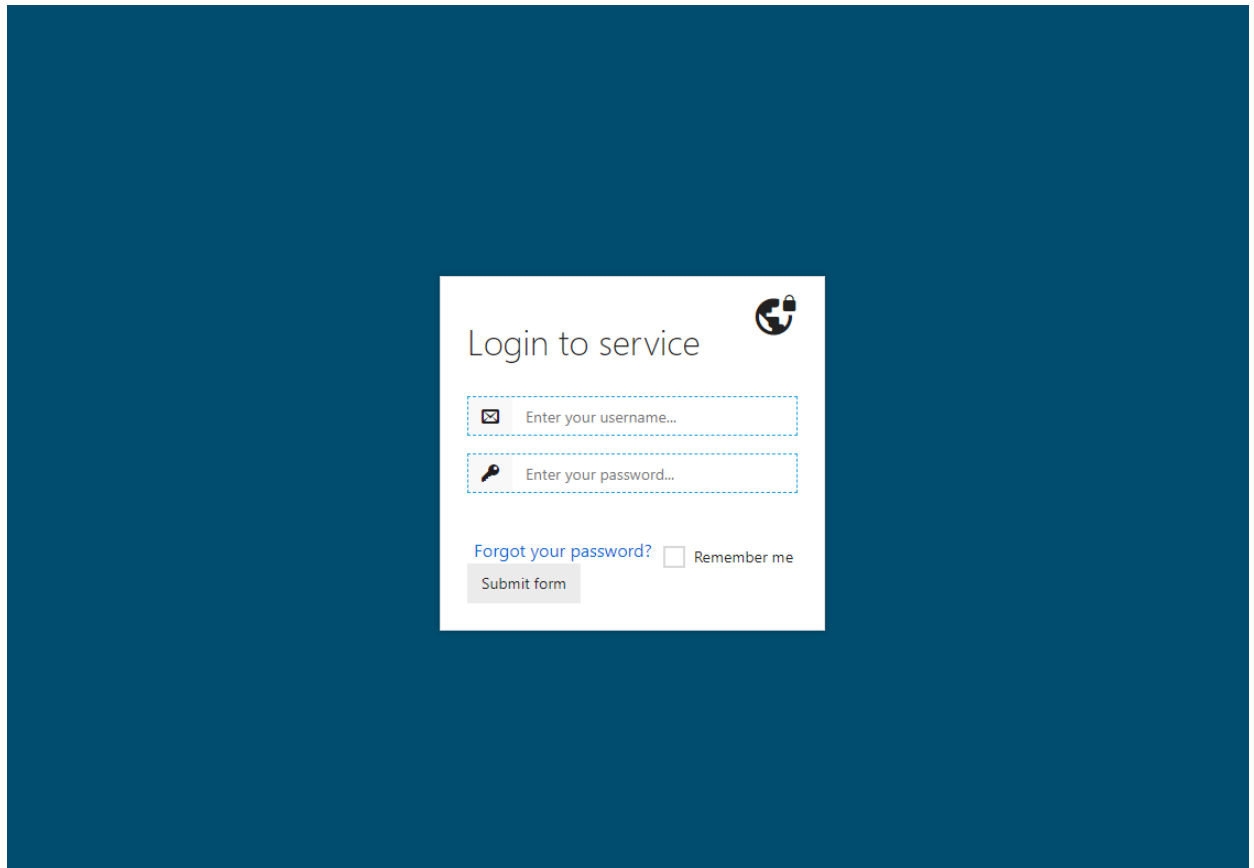 Login to service
Enter your username...
Enter your password...
Forgot your password? Remember me
Submit form